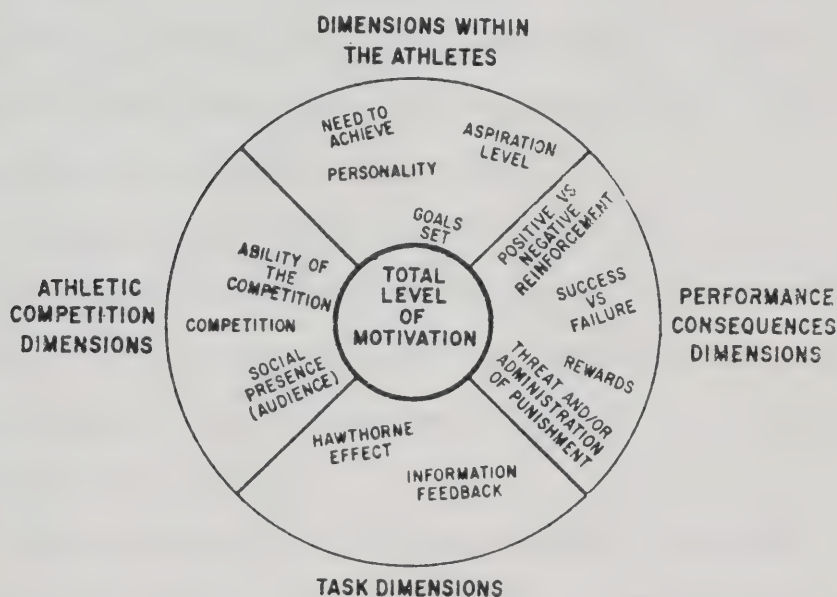 DIMENSIONS WITHIN
THE ATHLETES
NEED TO
ACHIEVE
PERSONALITY
ASPIRATION
LEVEL
GOALS
SET
POSITIVE VS
NEGATIVE
REINFORCEMENT
SUCCESS
VS
FAILURE
REWARDS
THREAT AND/OR
ADMINISTRATION
OF PUNISHMENT
PERFORMANCE
CONSEQUENCES
DIMENSIONS
ATHLETIC
COMPETITION
DIMENSIONS
ABILITY OF
THE
COMPETITION
COMPETITION
SOCIAL
PRESENCE
(AUDIENCE)
TOTAL
LEVEL
OF
MOTIVATION
HAWTHORNE
EFFECT
INFORMATION
FEEDBACK
TASK DIMENSIONS